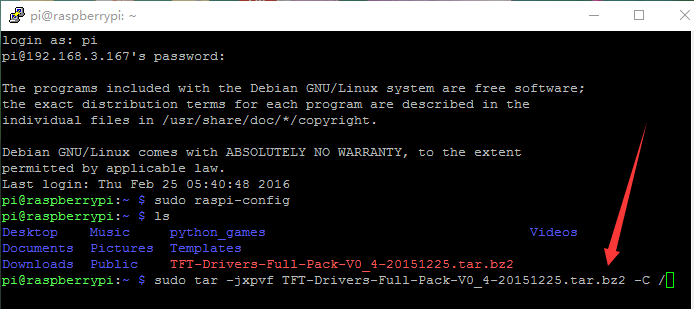 pi@raspberrypi: ~
login as: pi
pi@192.168.3.167's password:
The programs included with the Debian GNU/Linux system are free software;
the exact distribution terms for each program are described in the
individual files in /usr/share/doc/*/copyright.
Debian GNU/Linux comes with ABSOLUTELY NO WARRANTY, to the extent
permitted by applicable law.
Last login: Thu Feb 25 05:40:48 2016
pi@raspberrypi:~ $ sudo raspi-config
pi@raspberrypi:~ $ ls
Desktop Music python_games Videos
Documents Pictures Templates
Downloads Public TFT-Drivers-Full-Pack-V0_4-20151225.tar.bz2
pi@raspberrypi:~ $ sudo tar -jxpvf TFT-Drivers-Full-Pack-V0_4-20151225.tar.bz2 -C /